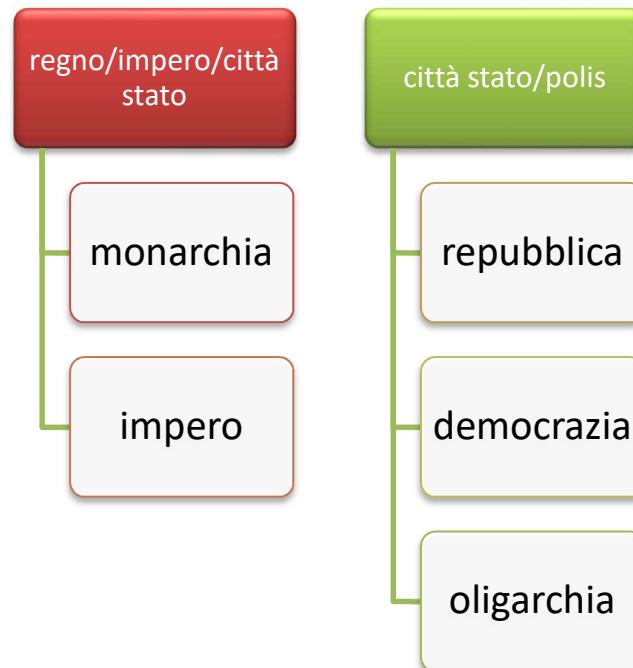 regno/impero/città
stato
monarchia
impero
città stato/polis
repubblica
democrazia
oligarchia